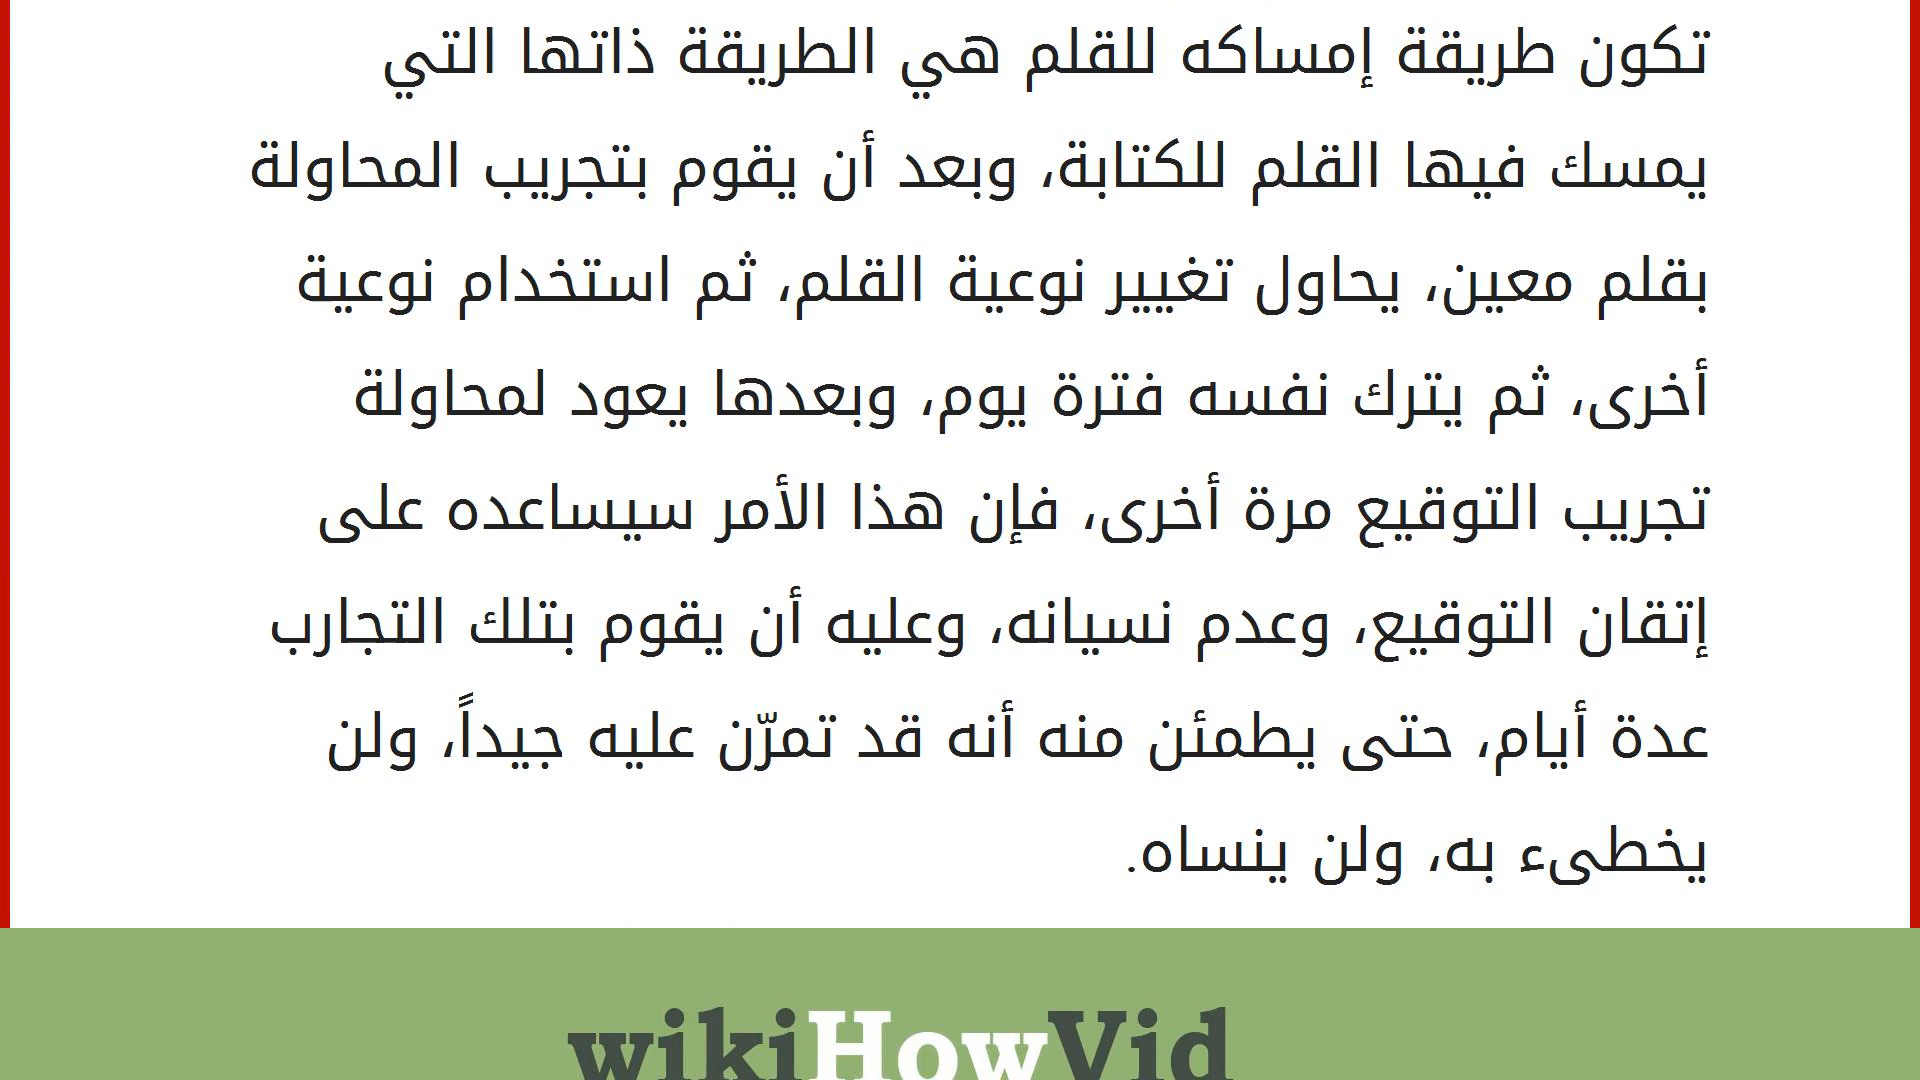 تكون طريقة إمساكه للقلم هي الطريقة ذاتها التي
يمسك فيها القلم للكتابة، وبعد أن يقوم بتجريب المحاولة
بقلم معين، يحاول تغيير نوعية القلم، ثم استخدام نوعية
أخرى، ثم يترك نفسه فترة يوم، وبعدها يعود لمحاولة
تجريب التوقيع مرة أخرى، فإن هذا الأمر سيساعده على
إتقان التوقيع، وعدم نسيانه، وعليه أن يقوم بتلك التجارب
عدة أيام، حتى يطمئن منه أنه قد تمرّن عليه جيداً، ولن
يخطىء به، ولن ينساه.
wikiHowVid